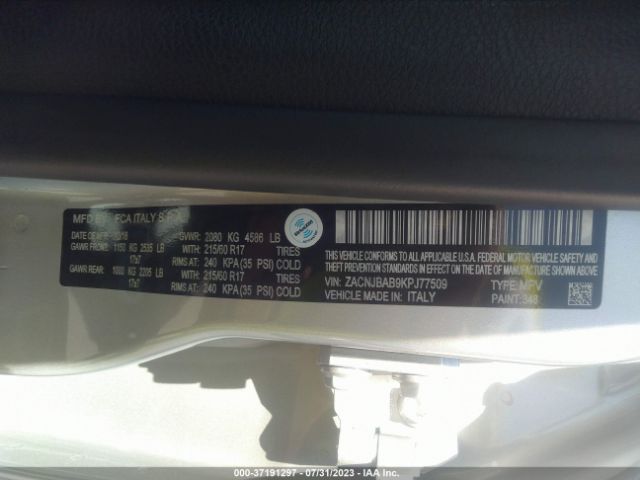 MFD BY: FCA ITALY S.P.A.
DATE OF MFR:
GVWR: 2080 KG 4586 LB
GAWR FRONT: 1150 KG 2535 LB WITH: 215/60 R17 TIRES
17x7 RIMS AT: 240 KPA (35 PSI) COLD
GAWR REAR: 1000 KG 2205 LB WITH: 215/60 R17 TIRES
17x7 RIMS AT: 240 KPA (35 PSI) COLD
THIS VEHICLE CONFORMS TO ALL APPLICABLE U.S.A. FEDERAL MOTOR VEHICLE
SAFETY, BUMPER, AND THEFT PREVENTION STANDARDS IN EFFECT ON THE DATE OF MANUFACTURE SHOWN ABOVE.
VIN: ZACNJBAB9KPJ77509 TYPE: MPV
VEHICLE MADE IN: ITALY PAINT: 348
000-37191297 - 07/31/2023 - IAA Inc.